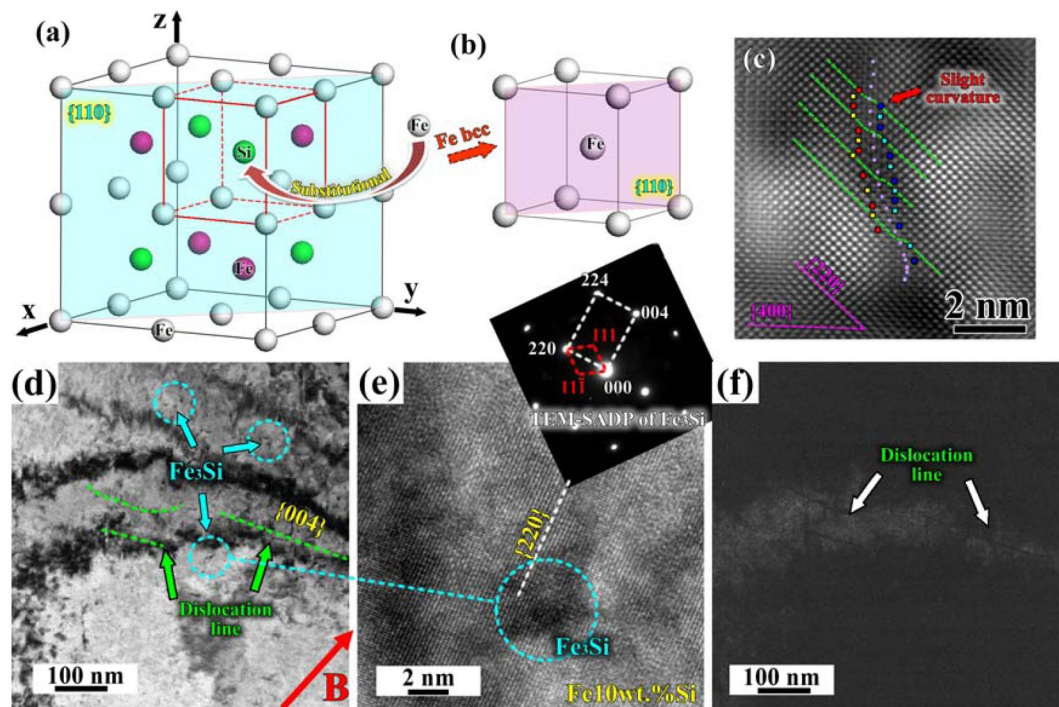 (a)
z
{110}
Fe
Si
Substitutional
Fe
Fe
x
y
(b)
Fe bcc
Fe
{110}
(c)
Slight
curvature
{220}
{400}
2 nm
(d)
Fe₃Si
{004}
Dislocation
line
100 nm
B
(e)
224
004
220
111
111̄
000
TEM-SADP of Fe₃Si
{220}
Fe₃Si
2 nm
Fe10wt.%Si
(f)
Dislocation
line
100 nm